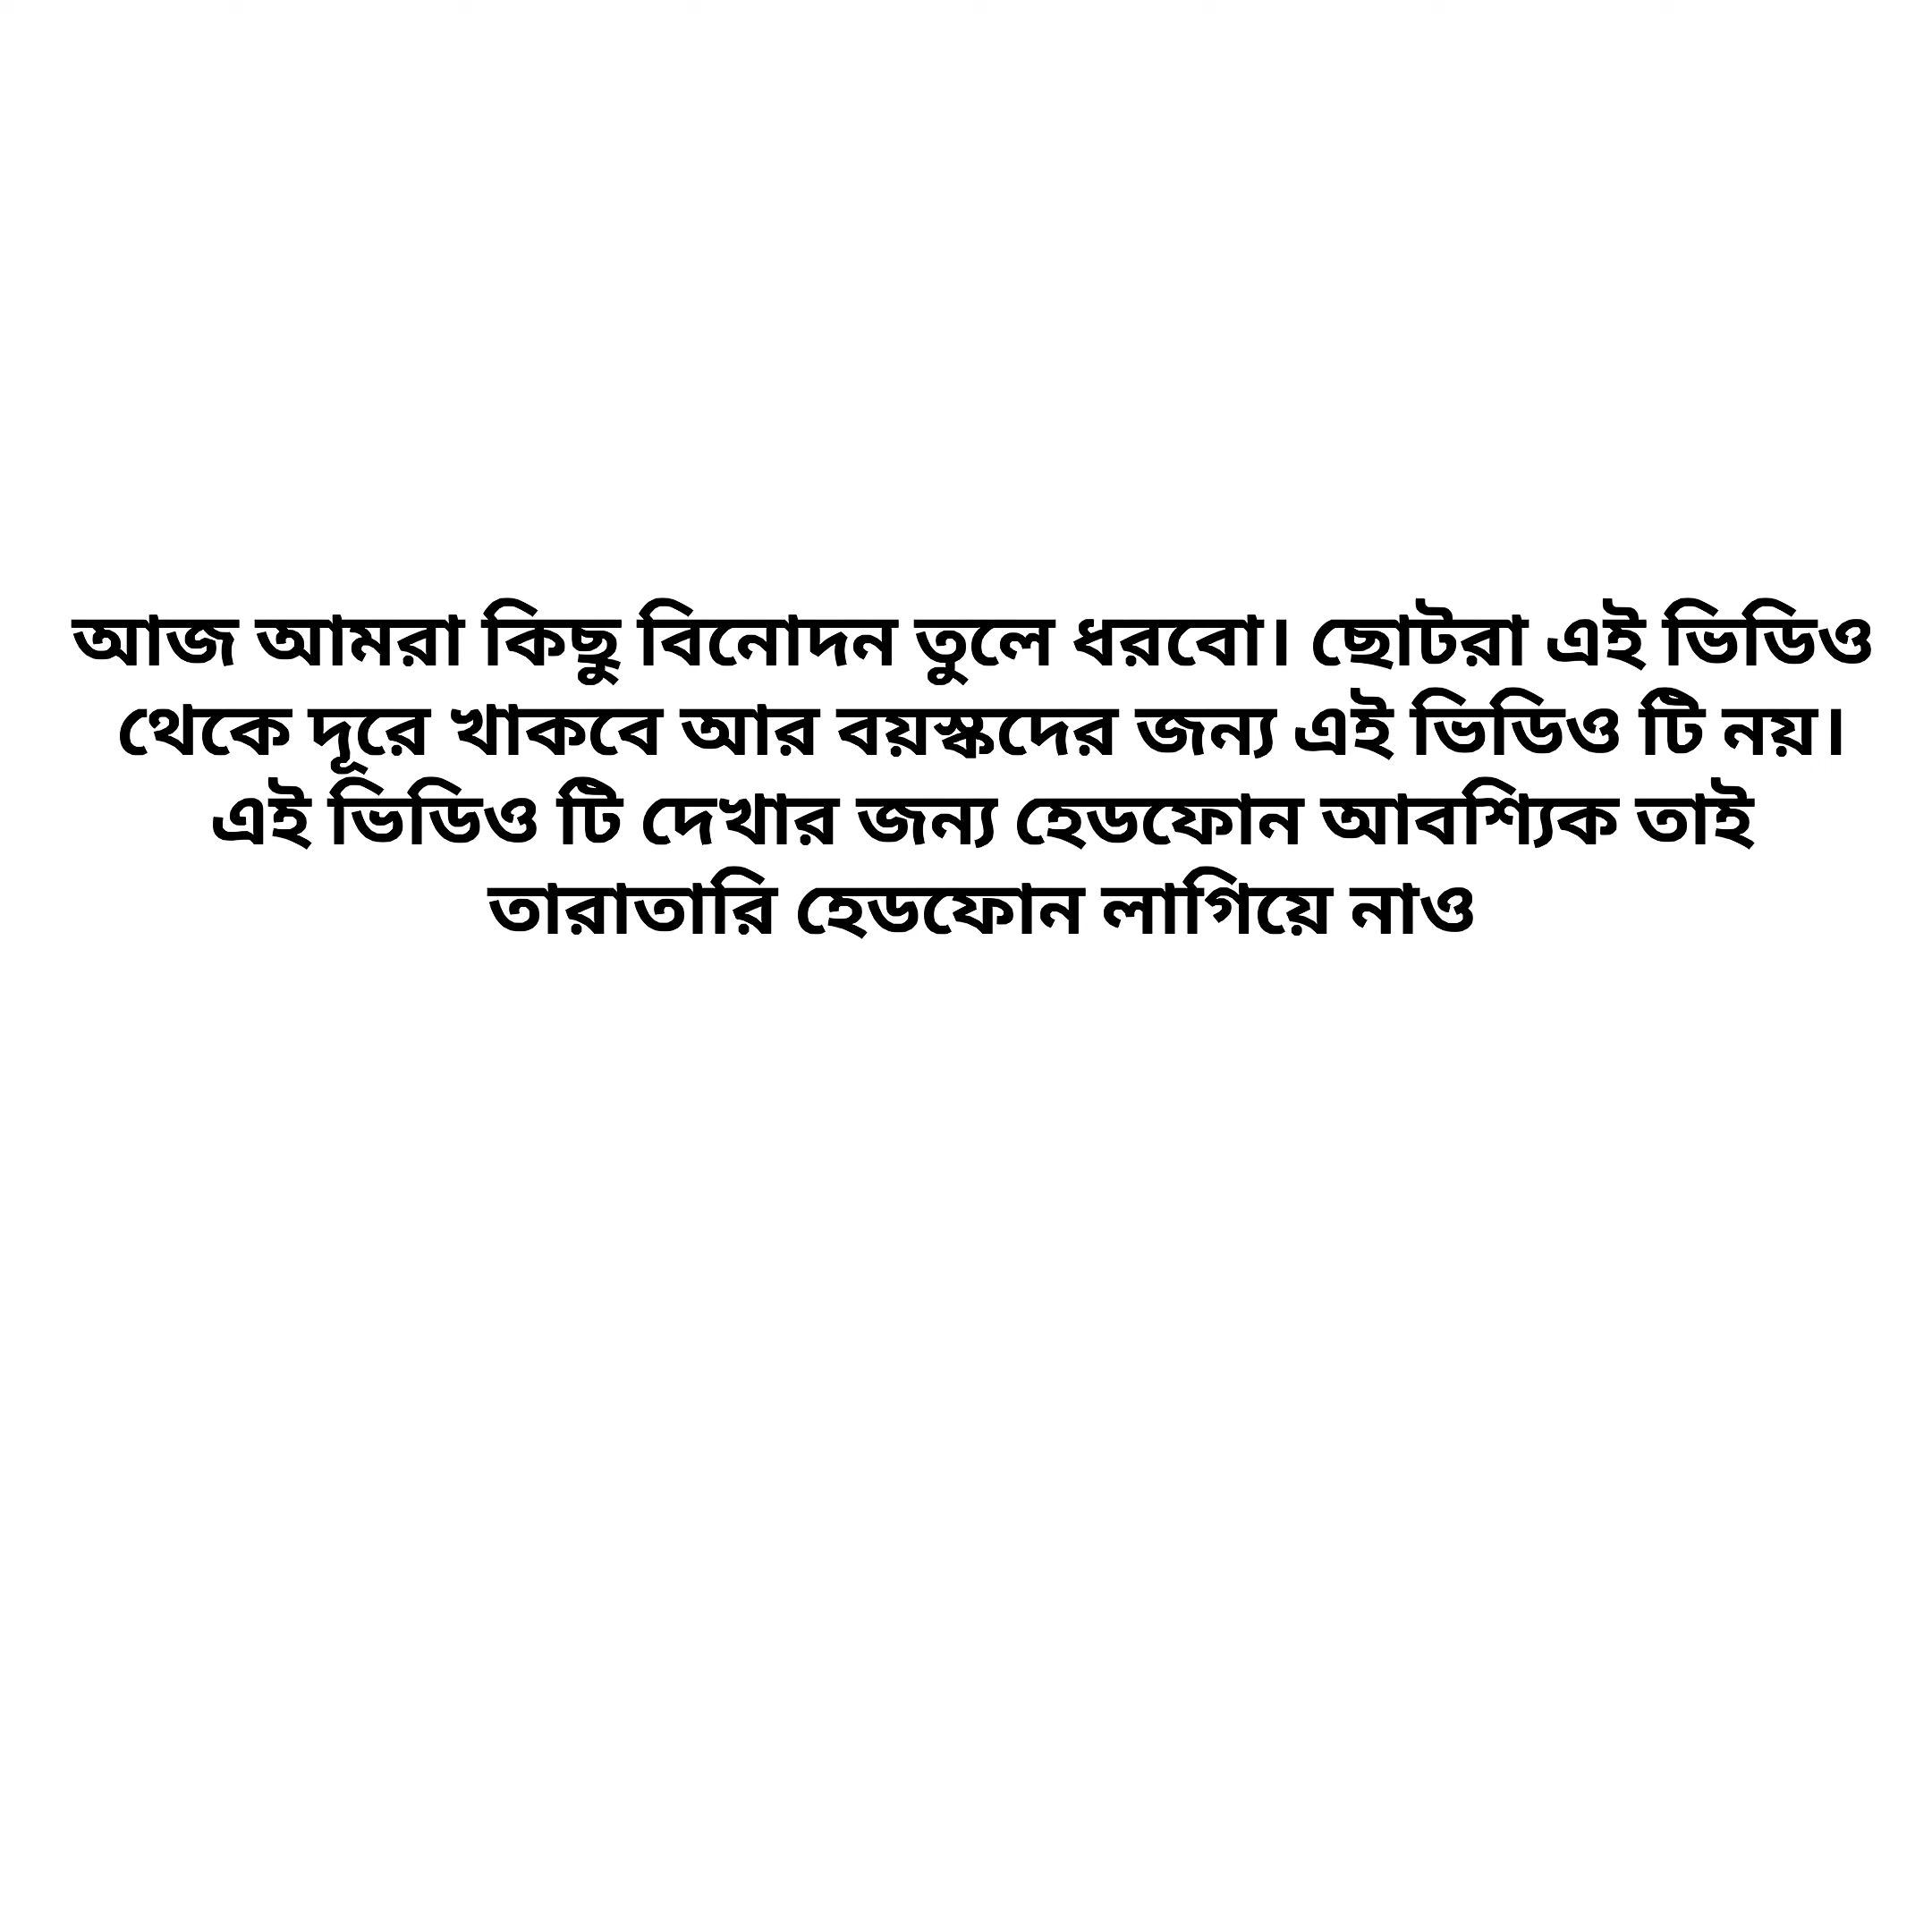 আজ আমরা কিছু বিনোদন তুলে ধরবো। ছোটরা এই ভিডিও
থেকে দূরে থাকবে আর বয়স্কদের জন্য এই ভিডিও টি নয়।
এই ভিডিও টি দেখার জন্য হেডফোন আবশ্যিক তাই
তারাতারি হেডফোন লাগিয়ে নাও